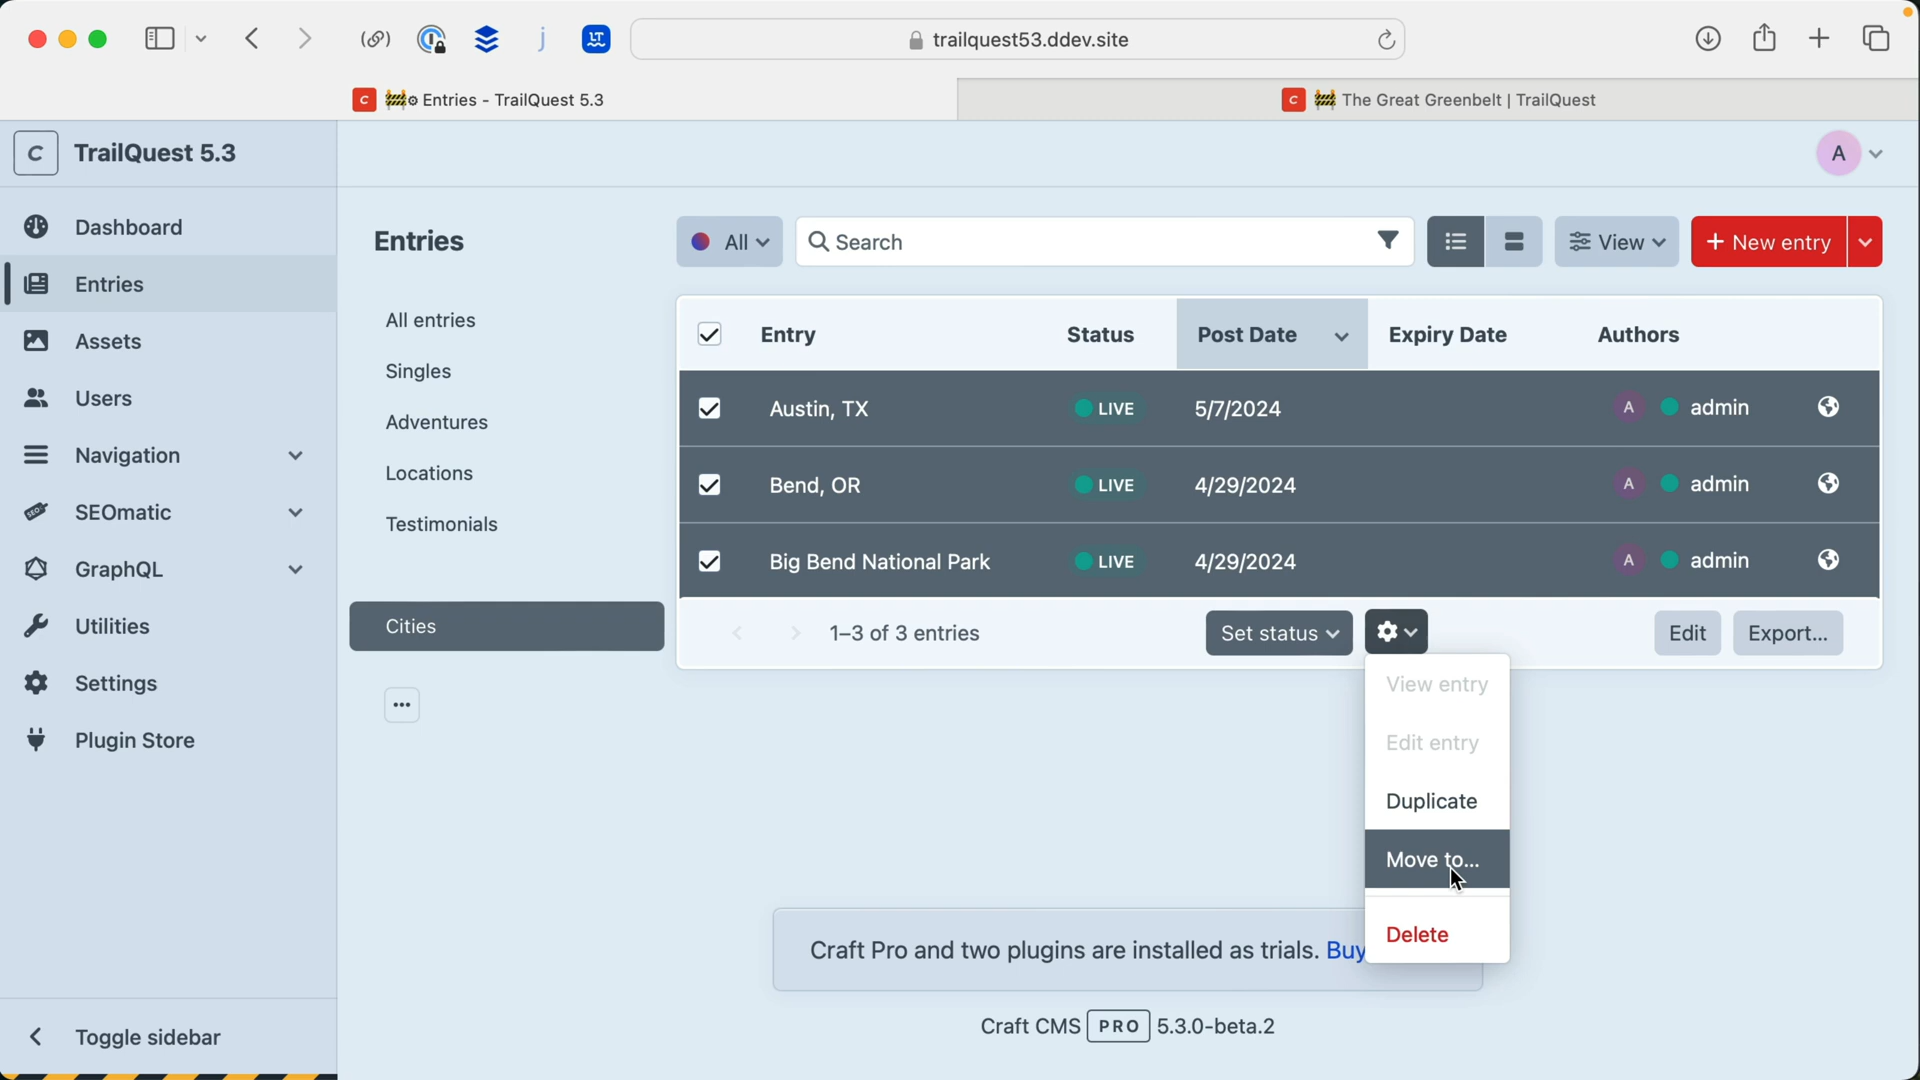 trailquest53.ddev.site
Entries - TrailQuest 5.3
The Great Greenbelt | TrailQuest
C TrailQuest 5.3
A
Dashboard
Entries
Assets
Users
Navigation
SEOmatic
GraphQL
Utilities
Settings
Plugin Store
Toggle sidebar
Entries
All entries
Singles
Adventures
Locations
Testimonials
Cities
All
Search
View
+ New entry
Entry Status Post Date Expiry Date Authors
Austin, TX LIVE 5/7/2024 A admin
Bend, OR LIVE 4/29/2024 A admin
Big Bend National Park LIVE 4/29/2024 A admin
1–3 of 3 entries Set status Edit Export...
View entry
Edit entry
Duplicate
Move to...
Delete
Craft Pro and two plugins are installed as trials. Buy
Craft CMS PRO 5.3.0-beta.2